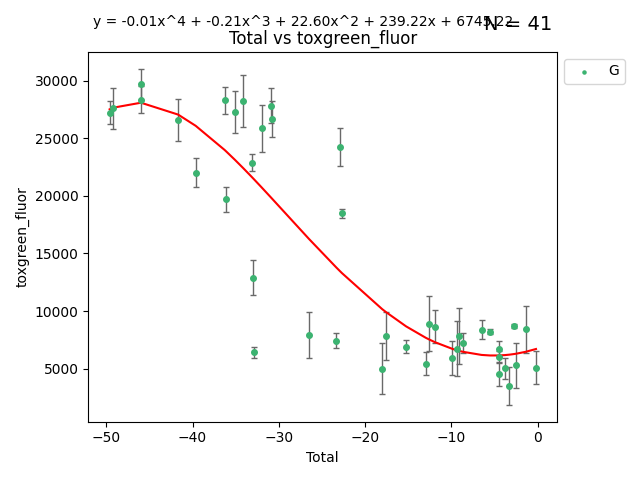 y = -0.01x^4 + -0.21x^3 + 22.60x^2 + 239.22x + 6745.22
N = 41
Total vs toxgreen_fluor
G
30000
25000
20000
15000
10000
5000
toxgreen_fluor
−50
−40
−30
−20
−10
0
Total